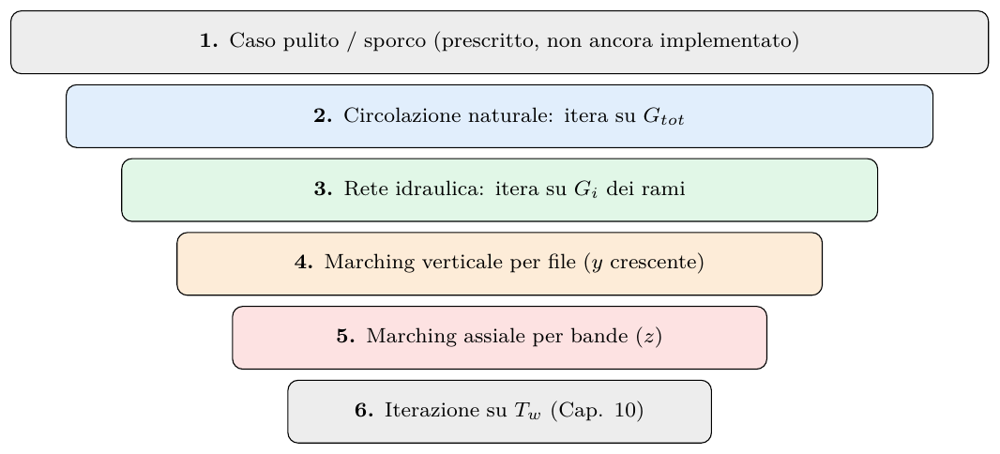 1. Caso pulito / sporco (prescritto, non ancora implementato)
2. Circolazione naturale: itera su G_tot
3. Rete idraulica: itera su G_i dei rami
4. Marching verticale per file (y crescente)
5. Marching assiale per bande (z)
6. Iterazione su T_w (Cap. 10)